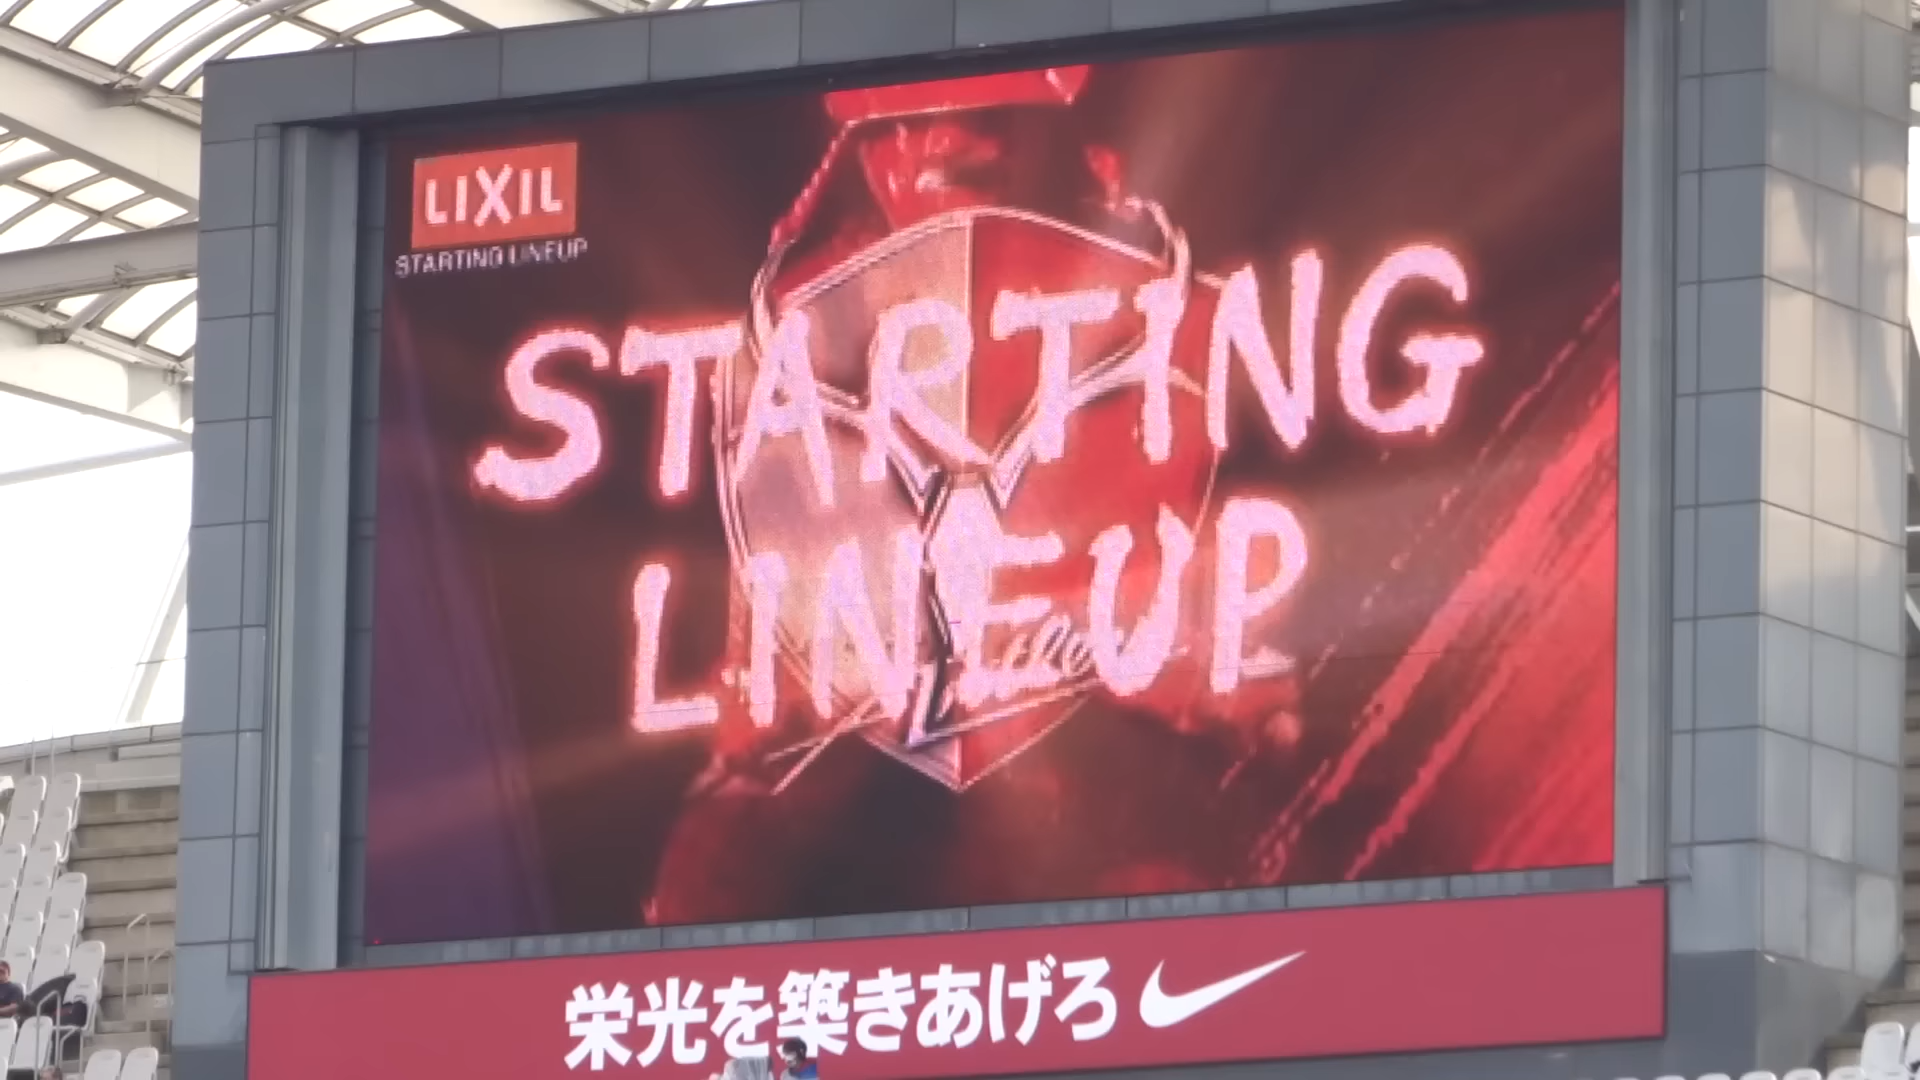 LIXIL
STARTING LINEUP
STARTING
LINEUP
栄光を築きあげろ